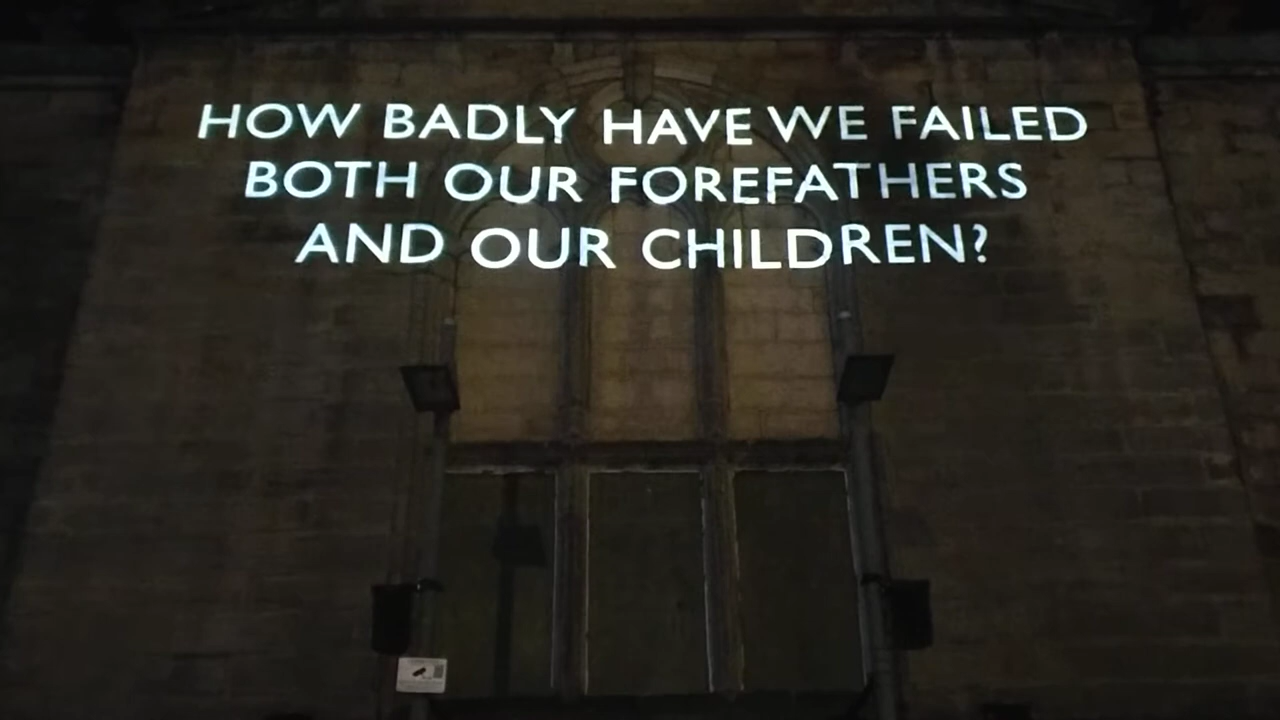 HOW BADLY HAVE WE FAILED
BOTH OUR FOREFATHERS
AND OUR CHILDREN?